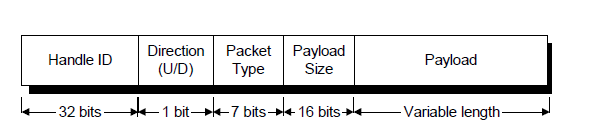 Handle ID
Direction
(U/D)
Packet
Type
Payload
Size
Payload
32 bits
1 bit
7 bits
16 bits
Variable length